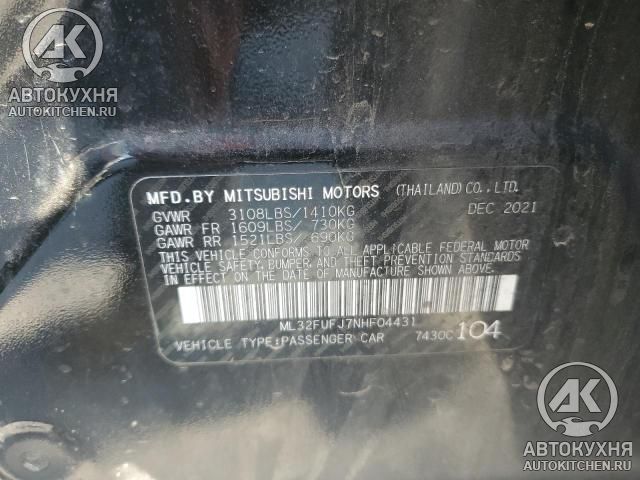 AK
АВТОКУХНЯ
AUTOKITCHEN.RU
MFD.BY MITSUBISHI MOTORS (THAILAND) CO., LTD.
GVWR 3108LBS/1410KG DEC 2021
GAWR FR 1609LBS/ 730KG
GAWR RR 1521LBS/ 690KG
THIS VEHICLE CONFORMS TO ALL APPLICABLE FEDERAL MOTOR
VEHICLE SAFETY, BUMPER AND THEFT PREVENTION STANDARDS
IN EFFECT ON THE DATE OF MANUFACTURE SHOWN ABOVE.
ML32FUFJ7NHF04431
VEHICLE TYPE:PASSENGER CAR 7430C 104
AK
АВТОКУХНЯ
AUTOKITCHEN.RU